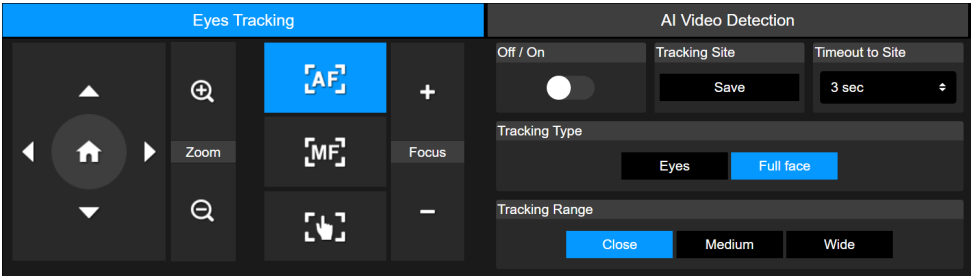 Eyes Tracking
AI Video Detection
AF
MF
Zoom
Focus
Off / On
Tracking Site
Timeout to Site
Save
3 sec
Tracking Type
Eyes
Full face
Tracking Range
Close
Medium
Wide